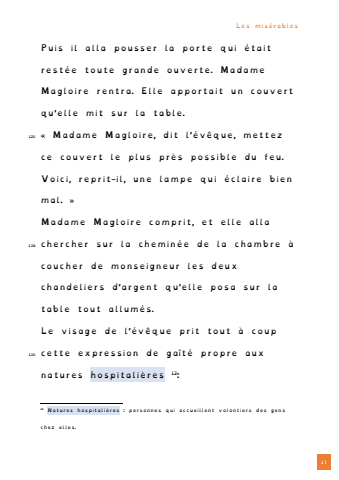 Les misérables
Puis il alla pousser la porte qui était
restée toute grande ouverte. Madame
Magloire rentra. Elle apportait un couvert
qu'elle mit sur la table.
125 « Madame Magloire, dit l'évêque, mettez
ce couvert le plus près possible du feu.
Voici, reprit-il, une lampe qui éclaire bien
mal. »
Madame Magloire comprit, et elle alla
130 chercher sur la cheminée de la chambre à
coucher de monseigneur les deux
chandeliers d'argent qu'elle posa sur la
table tout allumés.
Le visage de l'évêque prit tout à coup
135 cette expression de gaîté propre aux
natures hospitalières 12:
Natures hospitalières : personnes qui accueillent volontiers des gens
chez elles.